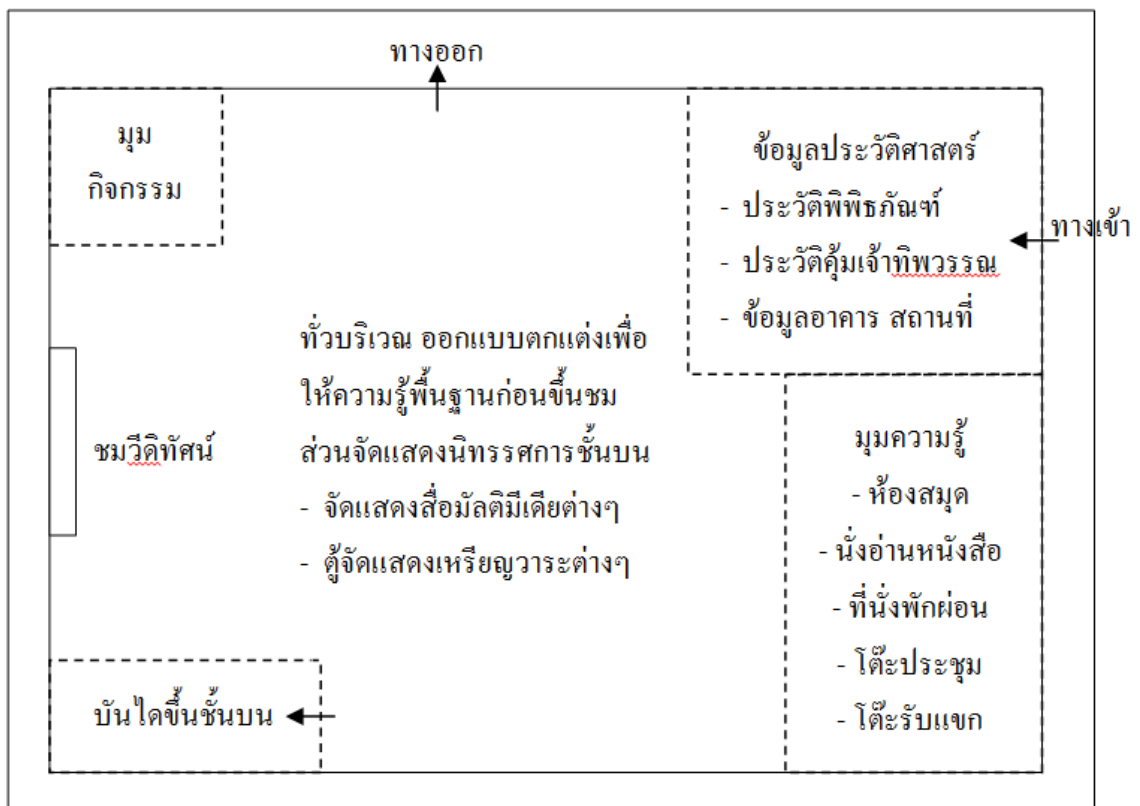 ทางออก
มุม
กิจกรรม
ข้อมูลประวัติศาสตร์
- ประวัติพิพิธภัณฑ์
- ประวัติคุ้มเจ้าทิพวรรณ
- ข้อมูลอาคาร สถานที่
ทางเข้า
ทั่วบริเวณ ออกแบบตกแต่งเพื่อ
ให้ความรู้พื้นฐานก่อนขึ้นชม
ส่วนจัดแสดงนิทรรศการชั้นบน
- จัดแสดงสื่อมัลติมีเดียต่างๆ
- ตู้จัดแสดงเหรียญวาระต่างๆ
ชมวีดิทัศน์
มุมความรู้
- ห้องสมุด
- นั่งอ่านหนังสือ
- ที่นั่งพักผ่อน
- โต๊ะประชุม
- โต๊ะรับแขก
บันไดขึ้นชั้นบน